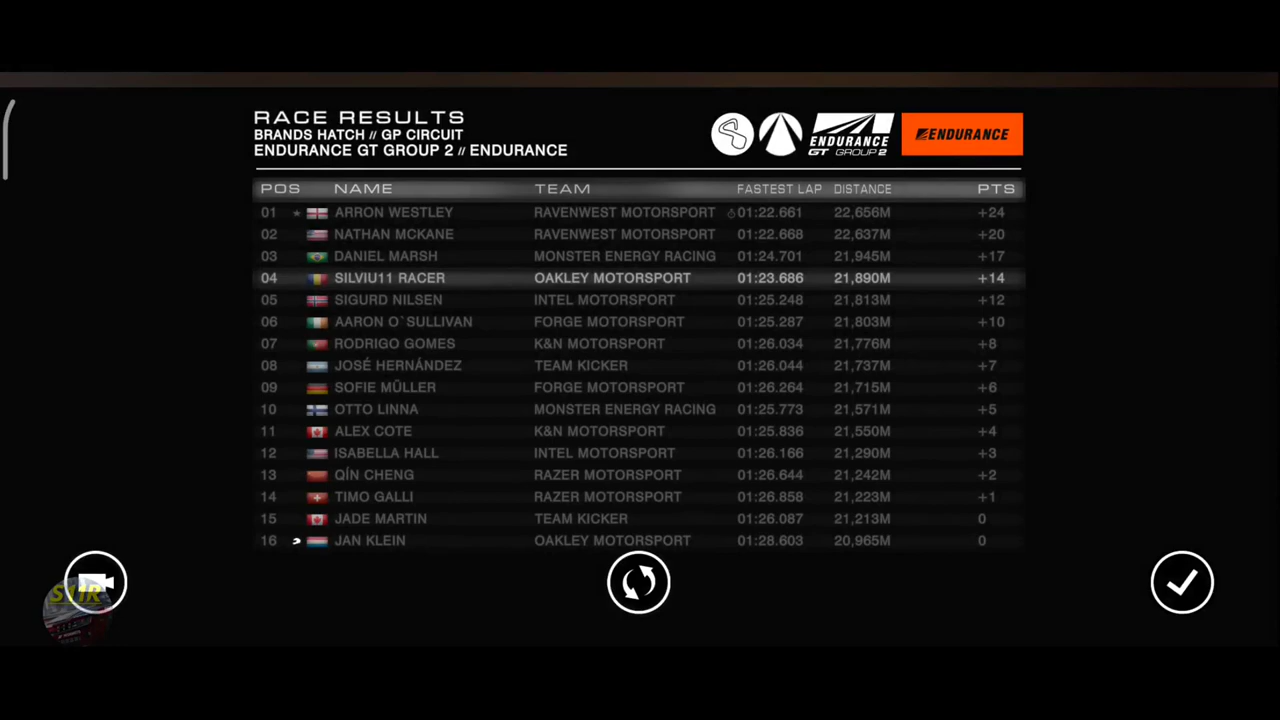 RACE RESULTS
BRANDS HATCH // GP CIRCUIT
ENDURANCE GT GROUP 2 // ENDURANCE
ENDURANCE
GT GROUP 2
ENDURANCE
POS NAME TEAM FASTEST LAP DISTANCE PTS
01 ARRON WESTLEY RAVENWEST MOTORSPORT 01:22.661 22,656M +24
02 NATHAN MCKANE RAVENWEST MOTORSPORT 01:22.668 22,637M +20
03 DANIEL MARSH MONSTER ENERGY RACING 01:24.701 21,945M +17
04 SILVIU11 RACER OAKLEY MOTORSPORT 01:23.686 21,890M +14
05 SIGURD NILSEN INTEL MOTORSPORT 01:25.248 21,813M +12
06 AARON O`SULLIVAN FORGE MOTORSPORT 01:25.287 21,803M +10
07 RODRIGO GOMES K&N MOTORSPORT 01:26.034 21,776M +8
08 JOSÉ HERNÁNDEZ TEAM KICKER 01:26.044 21,737M +7
09 SOFIE MÜLLER FORGE MOTORSPORT 01:26.264 21,715M +6
10 OTTO LINNA MONSTER ENERGY RACING 01:25.773 21,571M +5
11 ALEX COTE K&N MOTORSPORT 01:25.836 21,550M +4
12 ISABELLA HALL INTEL MOTORSPORT 01:26.166 21,290M +3
13 QÍN CHENG RAZER MOTORSPORT 01:26.644 21,242M +2
14 TIMO GALLI RAZER MOTORSPORT 01:26.858 21,223M +1
15 JADE MARTIN TEAM KICKER 01:26.087 21,213M 0
16 JAN KLEIN OAKLEY MOTORSPORT 01:28.603 20,965M 0
S11R